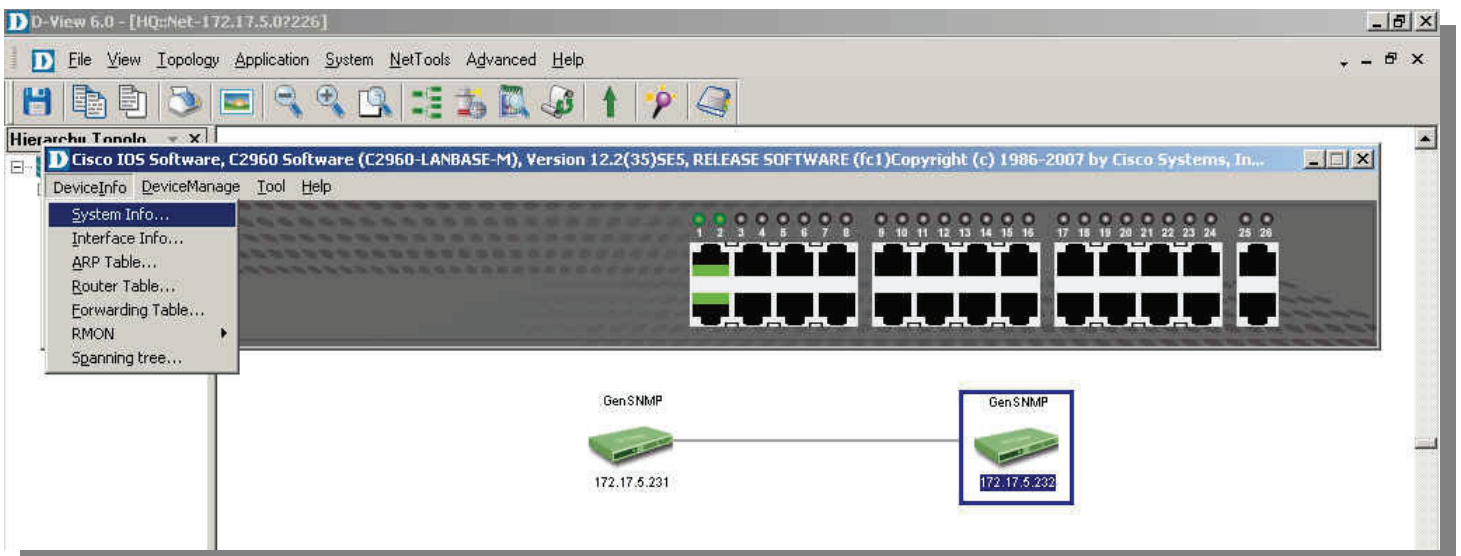 D-View 6.0 - [HQ::Net-172.17.5.0?226]
File View Topology Application System NetTools Advanced Help
Hierarchy Topolo
Cisco IOS Software, C2960 Software (C2960-LANBASE-M), Version 12.2(35)SE5, RELEASE SOFTWARE (fc1)Copyright (c) 1986-2007 by Cisco Systems, In...
DeviceInfo DeviceManage Tool Help
System Info...
Interface Info...
ARP Table...
Router Table...
Forwarding Table...
RMON
Spanning tree...
1 2 3 4 5 6 7 8 9 10 11 12 13 14 15 16 17 18 19 20 21 22 23 24 25 26
GenSNMP GenSNMP
172.17.5.231 172.17.5.232